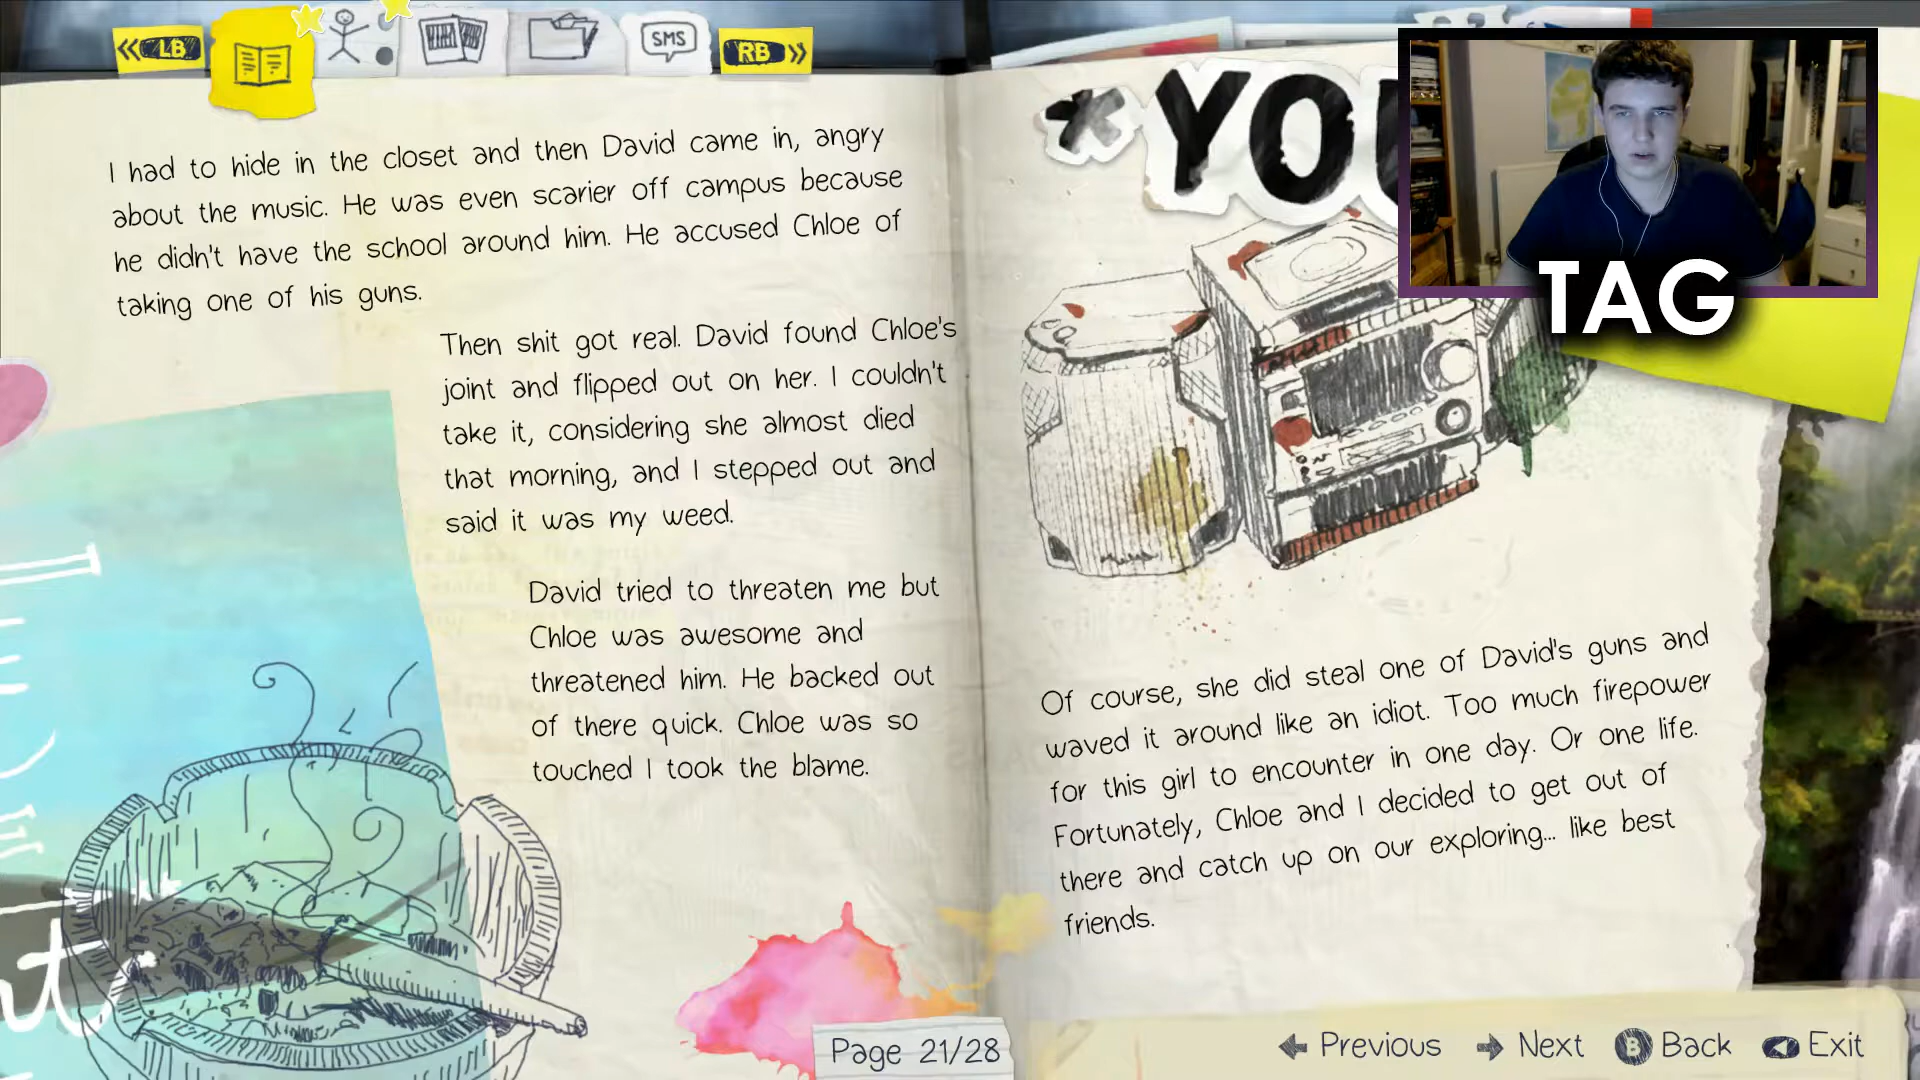 LB
SMS
RB
I had to hide in the closet and then David came in, angry
about the music. He was even scarier off campus because
he didn't have the school around him. He accused Chloe of
taking one of his guns.
Then shit got real. David found Chloe's
joint and flipped out on her. I couldn't
take it, considering she almost died
that morning, and I stepped out and
said it was my weed.
David tried to threaten me but
Chloe was awesome and
threatened him. He backed out
of there quick. Chloe was so
touched I took the blame.
*YOU
TAG
Of course, she did steal one of David's guns and
waved it around like an idiot. Too much firepower
for this girl to encounter in one day. Or one life.
Fortunately, Chloe and I decided to get out of
there and catch up on our exploring... like best
friends.
Page 21/28
Previous
Next
B Back
Exit